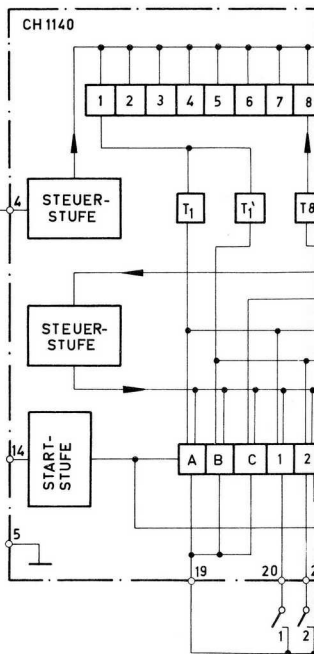 CH 1140
1 2 3 4 5 6 7 8
4
STEUER-
STUFE
T1 T1' T8
STEUER-
STUFE
14
START-
STUFE
A B C 1 2
5
19 20 2
1 2